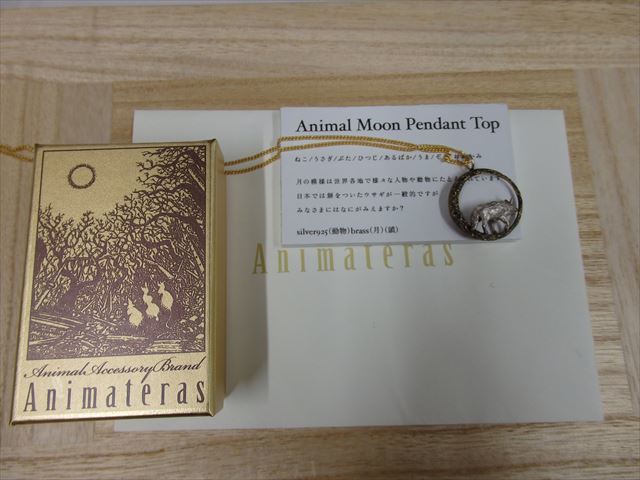 Animal Moon Pendant Top
ねこ/うさぎ/ぶた/ひつじ/あるぱか/うま/
月の模様は世界各地で様々な人物や動物にたとえ
日本では餅をついたウサギが一般的ですが
みなさまにはなにがみえますか?
silver925(動物)brass(月)(鎖)
Animateras
Animal Accessory Brand
Animateras